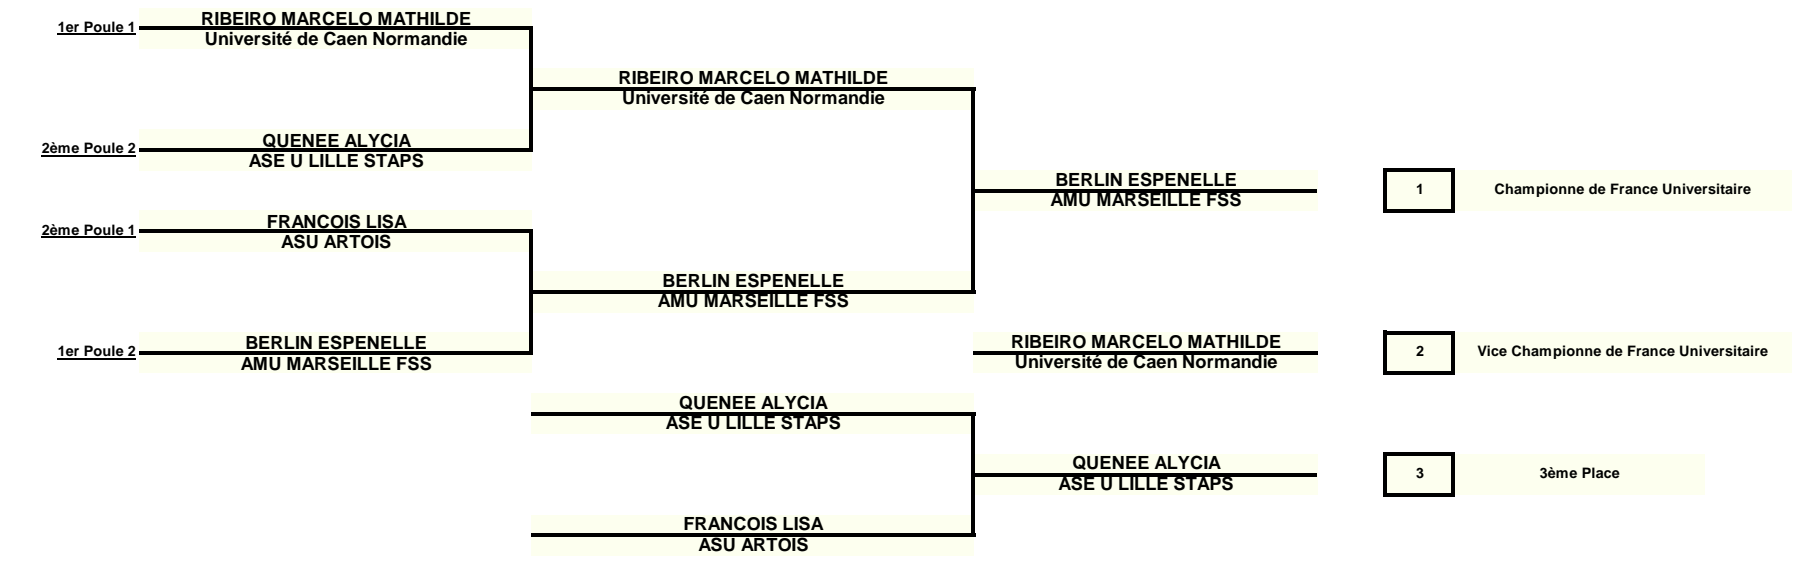 1er Poule 1
RIBEIRO MARCELO MATHILDE
Université de Caen Normandie
RIBEIRO MARCELO MATHILDE
Université de Caen Normandie
2ème Poule 2
QUENEE ALYCIA
ASE U LILLE STAPS
BERLIN ESPENELLE
AMU MARSEILLE FSS
1
Championne de France Universitaire
2ème Poule 1
FRANCOIS LISA
ASU ARTOIS
BERLIN ESPENELLE
AMU MARSEILLE FSS
1er Poule 2
BERLIN ESPENELLE
AMU MARSEILLE FSS
RIBEIRO MARCELO MATHILDE
Université de Caen Normandie
2
Vice Championne de France Universitaire
QUENEE ALYCIA
ASE U LILLE STAPS
QUENEE ALYCIA
ASE U LILLE STAPS
3
3ème Place
FRANCOIS LISA
ASU ARTOIS